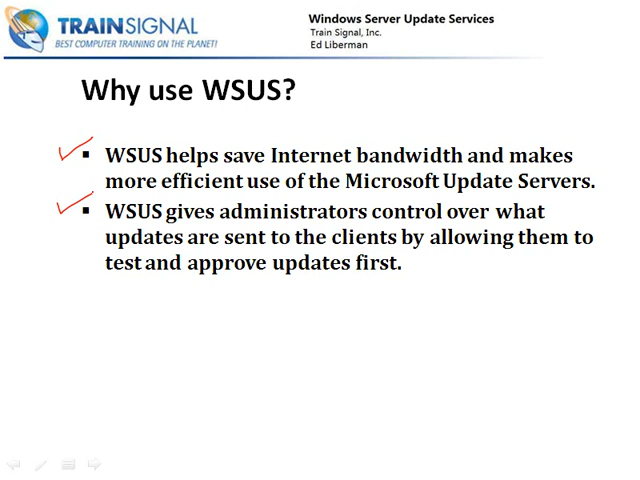 TRAINSIGNAL
BEST COMPUTER TRAINING ON THE PLANET!
Windows Server Update Services
Train Signal, Inc.
Ed Liberman
Why use WSUS?
▪ WSUS helps save Internet bandwidth and makes
more efficient use of the Microsoft Update Servers.
▪ WSUS gives administrators control over what
updates are sent to the clients by allowing them to
test and approve updates first.